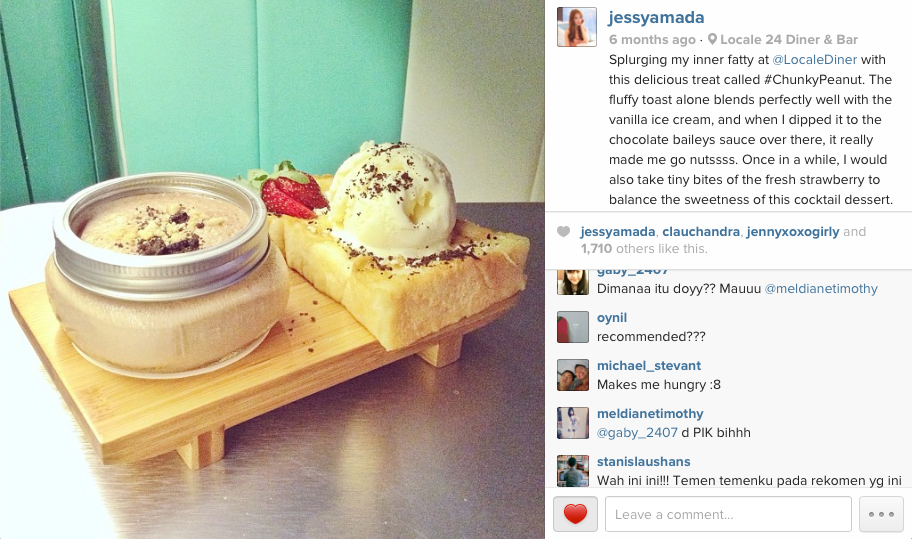 jessyamada
6 months ago · Locale 24 Diner & Bar
Splurging my inner fatty at @LocaleDiner with
this delicious treat called #ChunkyPeanut. The
fluffy toast alone blends perfectly well with the
vanilla ice cream, and when I dipped it to the
chocolate baileys sauce over there, it really
made me go nutssss. Once in a while, I would
also take tiny bites of the fresh strawberry to
balance the sweetness of this cocktail dessert.
jessyamada, clauchandra, jennyxoxogirly and
1,710 others like this.
gaby_2407
Dimanaa itu doyy?? Mauuu @meldianetimothy
oynil
recommended???
michael_stevant
Makes me hungry :8
meldianetimothy
@gaby_2407 d PIK bihhh
stanislaushans
Wah ini ini!!! Temen temenku pada rekomen yg ini
Leave a comment...